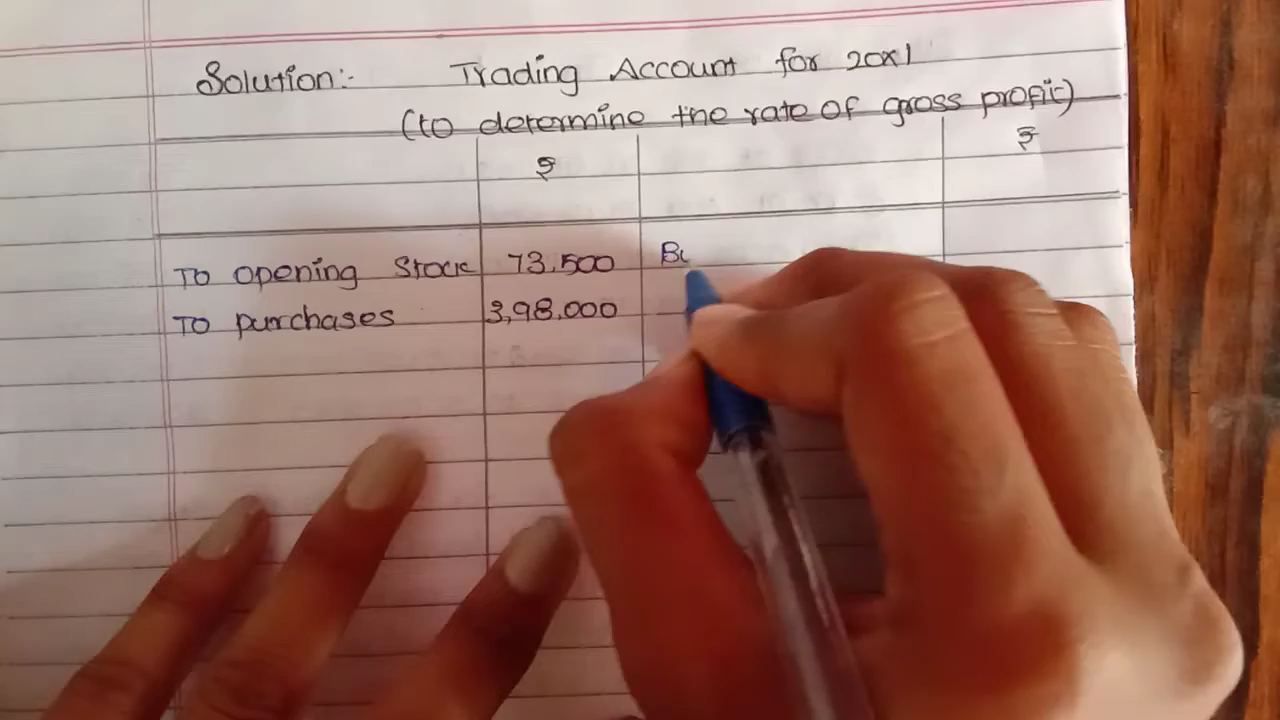 Solution:- Trading Account for 20x1
(to determine the rate of gross profit)
₹ ₹
To opening Stock 73,500
To purchases 3,98,000